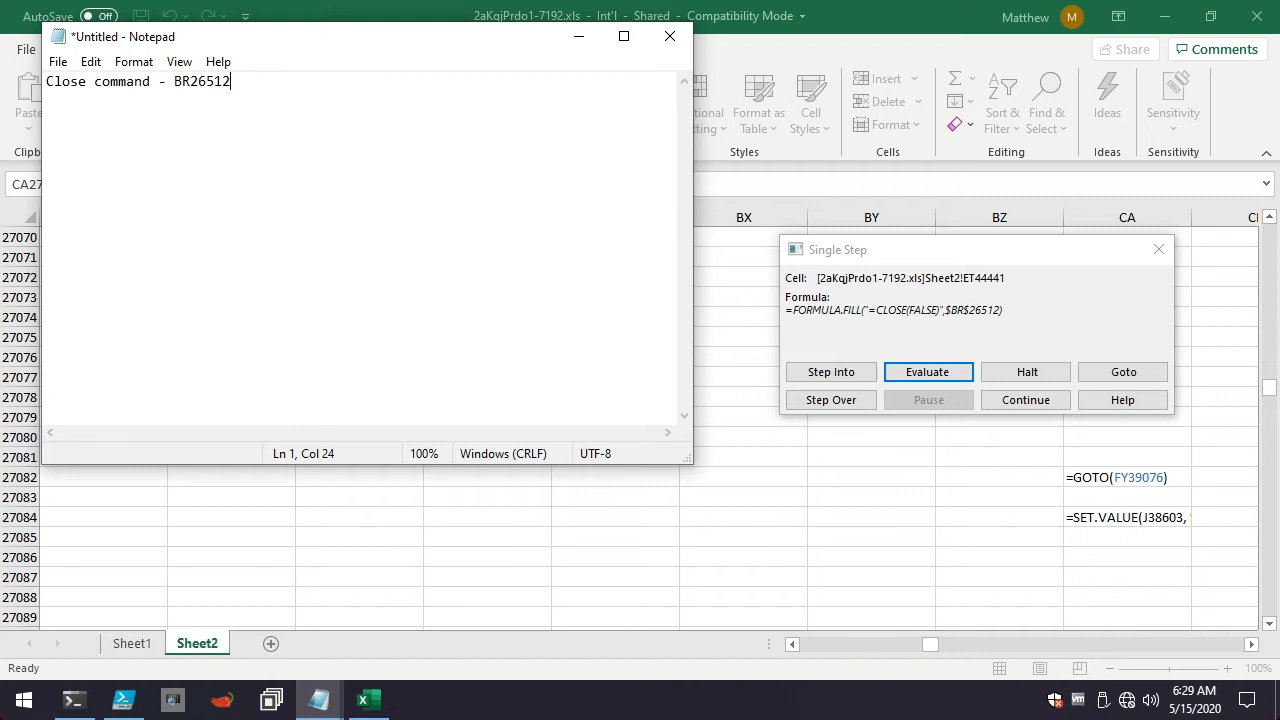 AutoSave Off 2aKqjPrdo1-7192.xls - Int'l - Shared - Compatibility Mode Matthew M
*Untitled - Notepad
File Edit Format View Help
Close command - BR26512
Ln 1, Col 24 100% Windows (CRLF) UTF-8
File Share Comments
Paste
Format as Table
Cell Styles
Insert
Delete
Format
Sort & Filter
Find & Select
Ideas
Sensitivity
Styles Cells Editing Ideas Sensitivity
CA27
BX BY BZ CA
Single Step
Cell: [2aKqjPrdo1-7192.xls]Sheet2!ET44441
Formula:
=FORMULA.FILL("=CLOSE(FALSE)",$BR$26512)
Step Into Evaluate Halt Goto
Step Over Pause Continue Help
27070
27071
27072
27073
27074
27075
27076
27077
27078
27079
27080
27081
27082 =GOTO(FY39076)
27083
27084 =SET.VALUE(J38603,
27085
27086
27087
27088
27089
Sheet1 Sheet2
Ready 100%
6:29 AM
5/15/2020